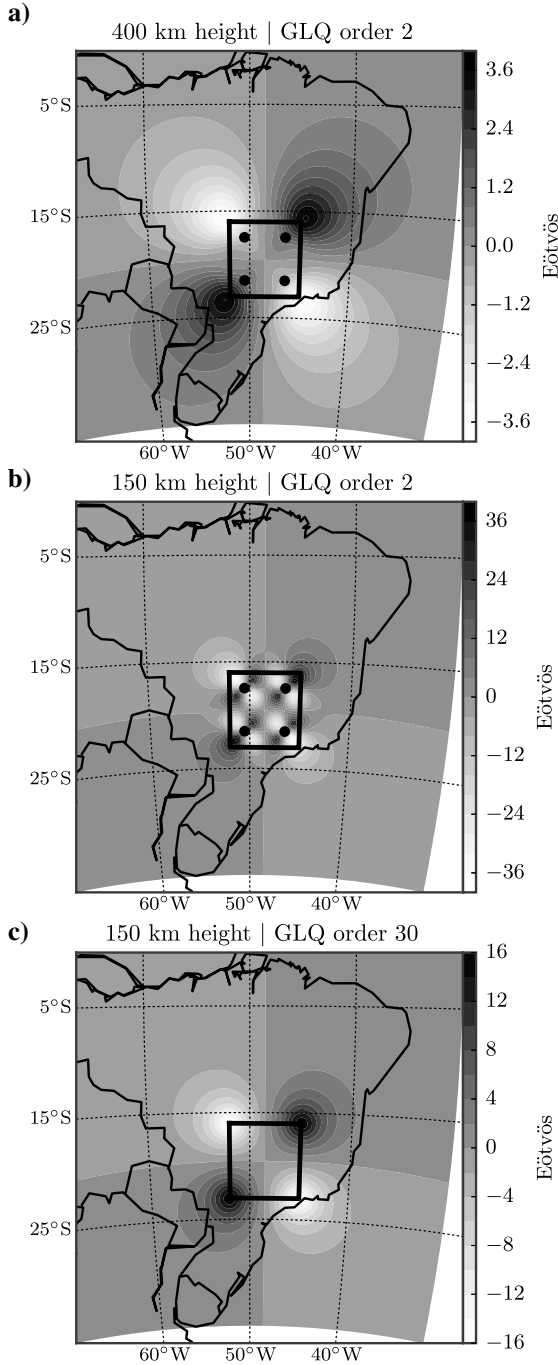 a)
400 km height | GLQ order 2
5°S
15°S
25°S
60°W 50°W 40°W
3.6
2.4
1.2
0.0
−1.2
−2.4
−3.6
Eötvös
b)
150 km height | GLQ order 2
5°S
15°S
25°S
60°W 50°W 40°W
36
24
12
0
−12
−24
−36
Eötvös
c)
150 km height | GLQ order 30
5°S
15°S
25°S
60°W 50°W 40°W
16
12
8
4
0
−4
−8
−12
−16
Eötvös